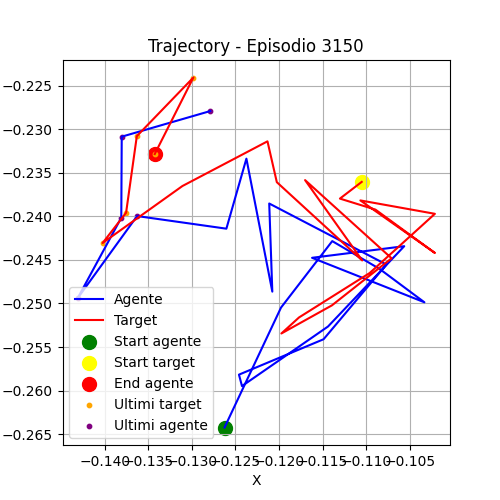 Trajectory - Episodio 3150
−0.225
−0.230
−0.235
−0.240
−0.245
−0.250
−0.255
−0.260
−0.265
Agente
Target
Start agente
Start target
End agente
Ultimi target
Ultimi agente
−0.140 −0.135 −0.130 −0.125 −0.120 −0.115 −0.110 −0.105
X